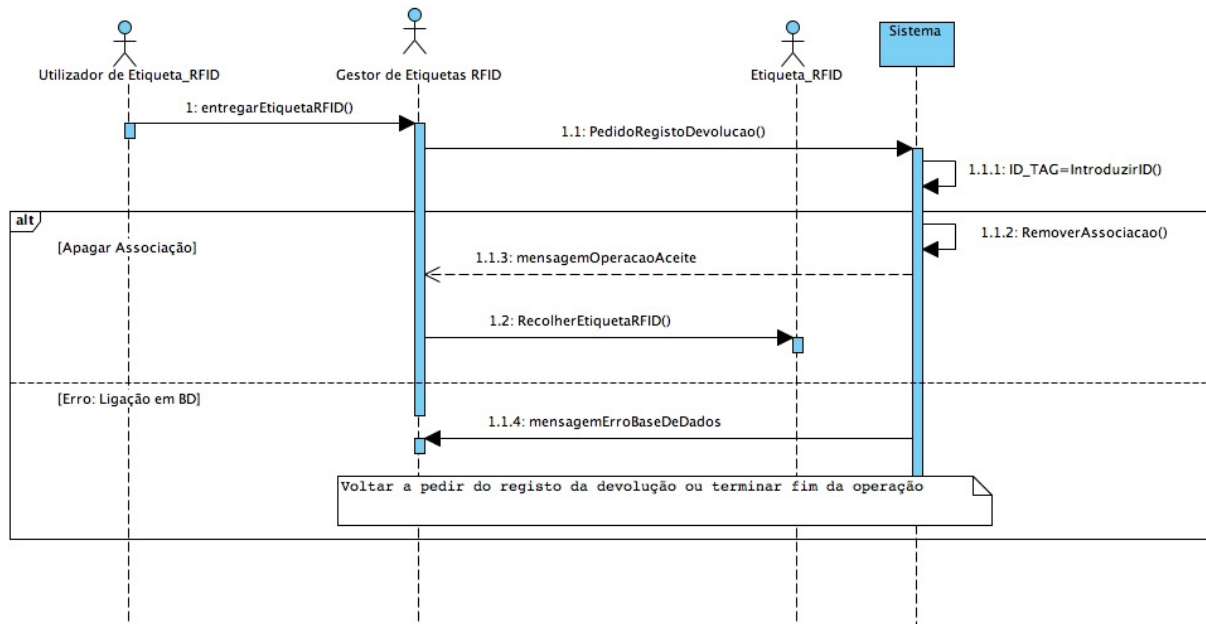 Sistema
Utilizador de Etiqueta_RFID
Gestor de Etiquetas RFID
Etiqueta_RFID
1: entregarEtiquetaRFID()
1.1: PedidoRegistoDevolucao()
1.1.1: ID_TAG=IntroduzirID()
alt
[Apagar Associação]
1.1.2: RemoverAssociacao()
1.1.3: mensagemOperacaoAceite
1.2: RecolherEtiquetaRFID()
[Erro: Ligação em BD]
1.1.4: mensagemErroBaseDeDados
Voltar a pedir do registo da devolução ou terminar fim da operação